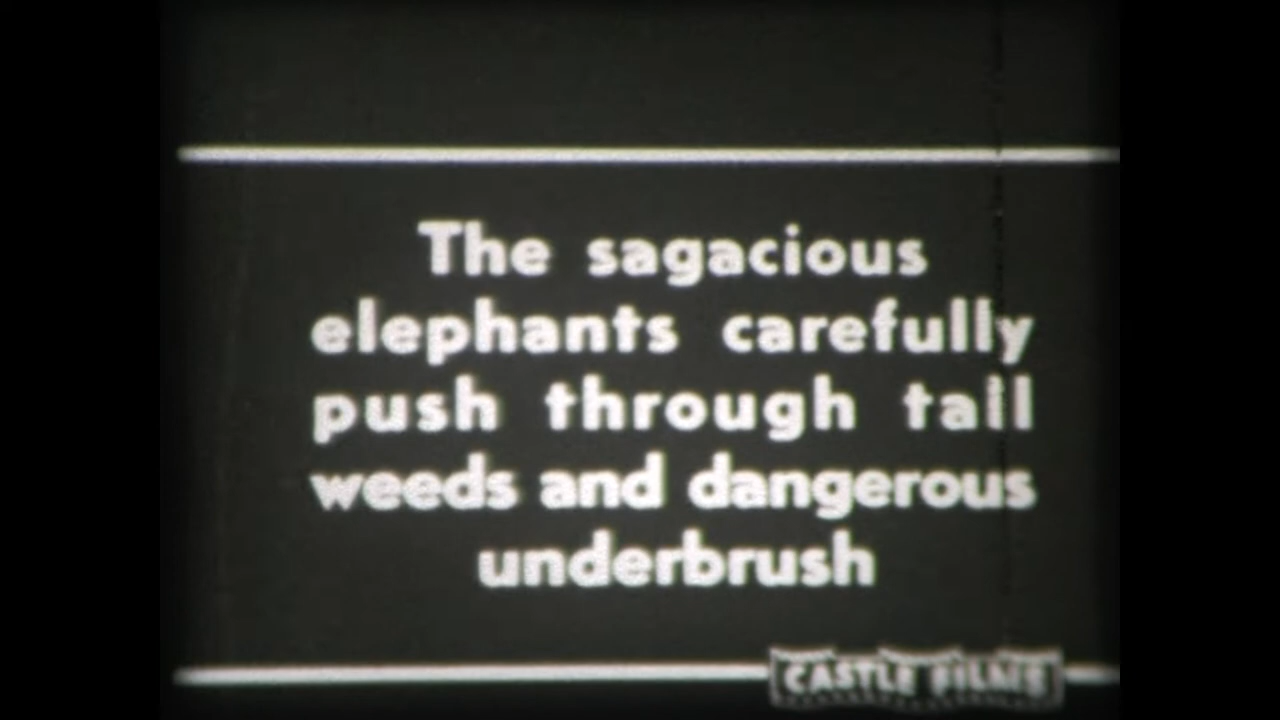 The sagacious
elephants carefully
push through tall
weeds and dangerous
underbrush
CASTLE FILMS